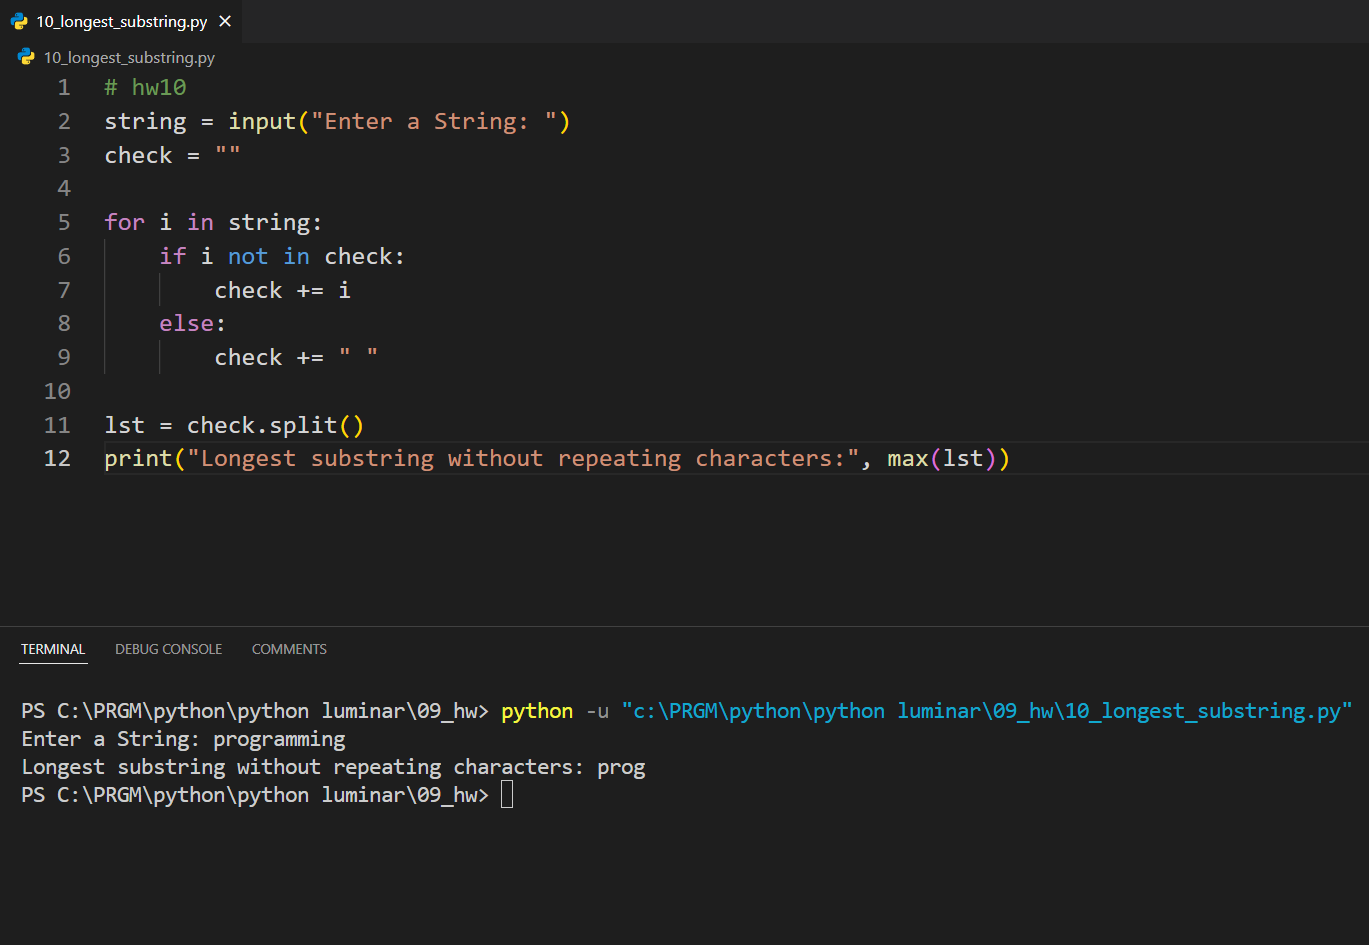 10_longest_substring.py ×
10_longest_substring.py
1 # hw10
2 string = input("Enter a String: ")
3 check = ""
4
5 for i in string:
6     if i not in check:
7         check += i
8     else:
9         check += " "
10
11 lst = check.split()
12 print("Longest substring without repeating characters:", max(lst))
TERMINAL DEBUG CONSOLE COMMENTS
PS C:\PRGM\python\python luminar\09_hw> python -u "c:\PRGM\python\python luminar\09_hw\10_longest_substring.py"
Enter a String: programming
Longest substring without repeating characters: prog
PS C:\PRGM\python\python luminar\09_hw>